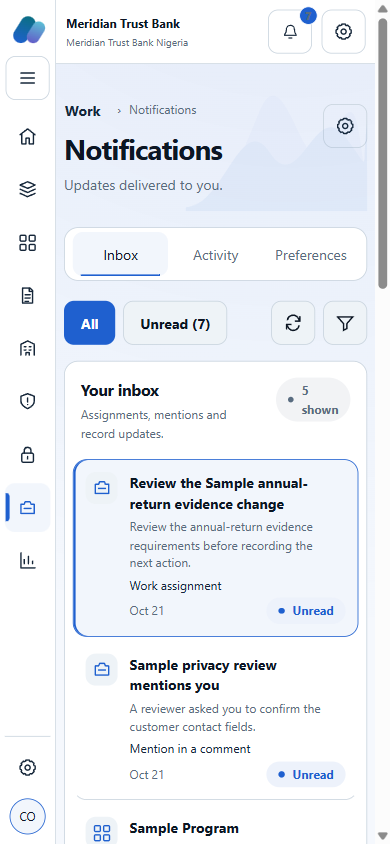 Meridian Trust Bank
Meridian Trust Bank Nigeria
Work › Notifications
Notifications
Updates delivered to you.
Inbox Activity Preferences
All Unread (7)
Your inbox
5 shown
Assignments, mentions and
record updates.
Review the Sample annual-
return evidence change
Review the annual-return evidence
requirements before recording the
next action.
Work assignment
Oct 21 Unread
Sample privacy review
mentions you
A reviewer asked you to confirm the
customer contact fields.
Mention in a comment
Oct 21 Unread
Sample Program
CO